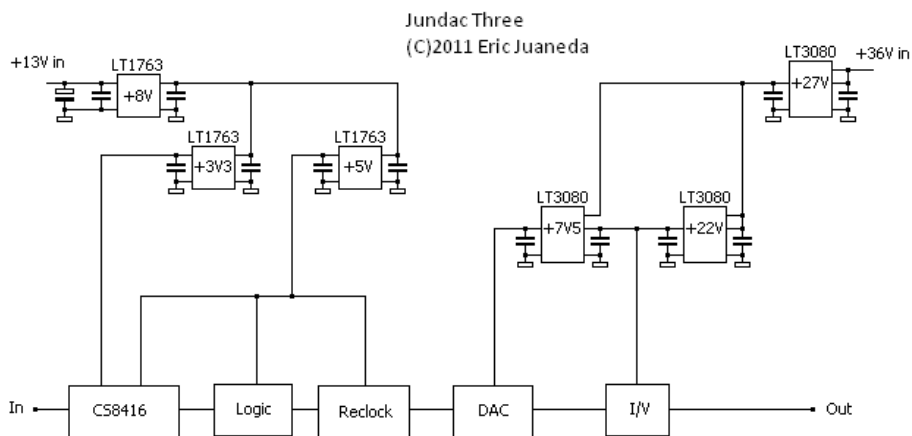 Jundac Three
(C)2011 Eric Juaneda
+13V in
LT1763
+8V
LT3080
+36V in
+27V
LT1763
+3V3
LT1763
+5V
LT3080
+7V5
LT3080
+22V
In
CS8416
Logic
Reclock
DAC
I/V
Out